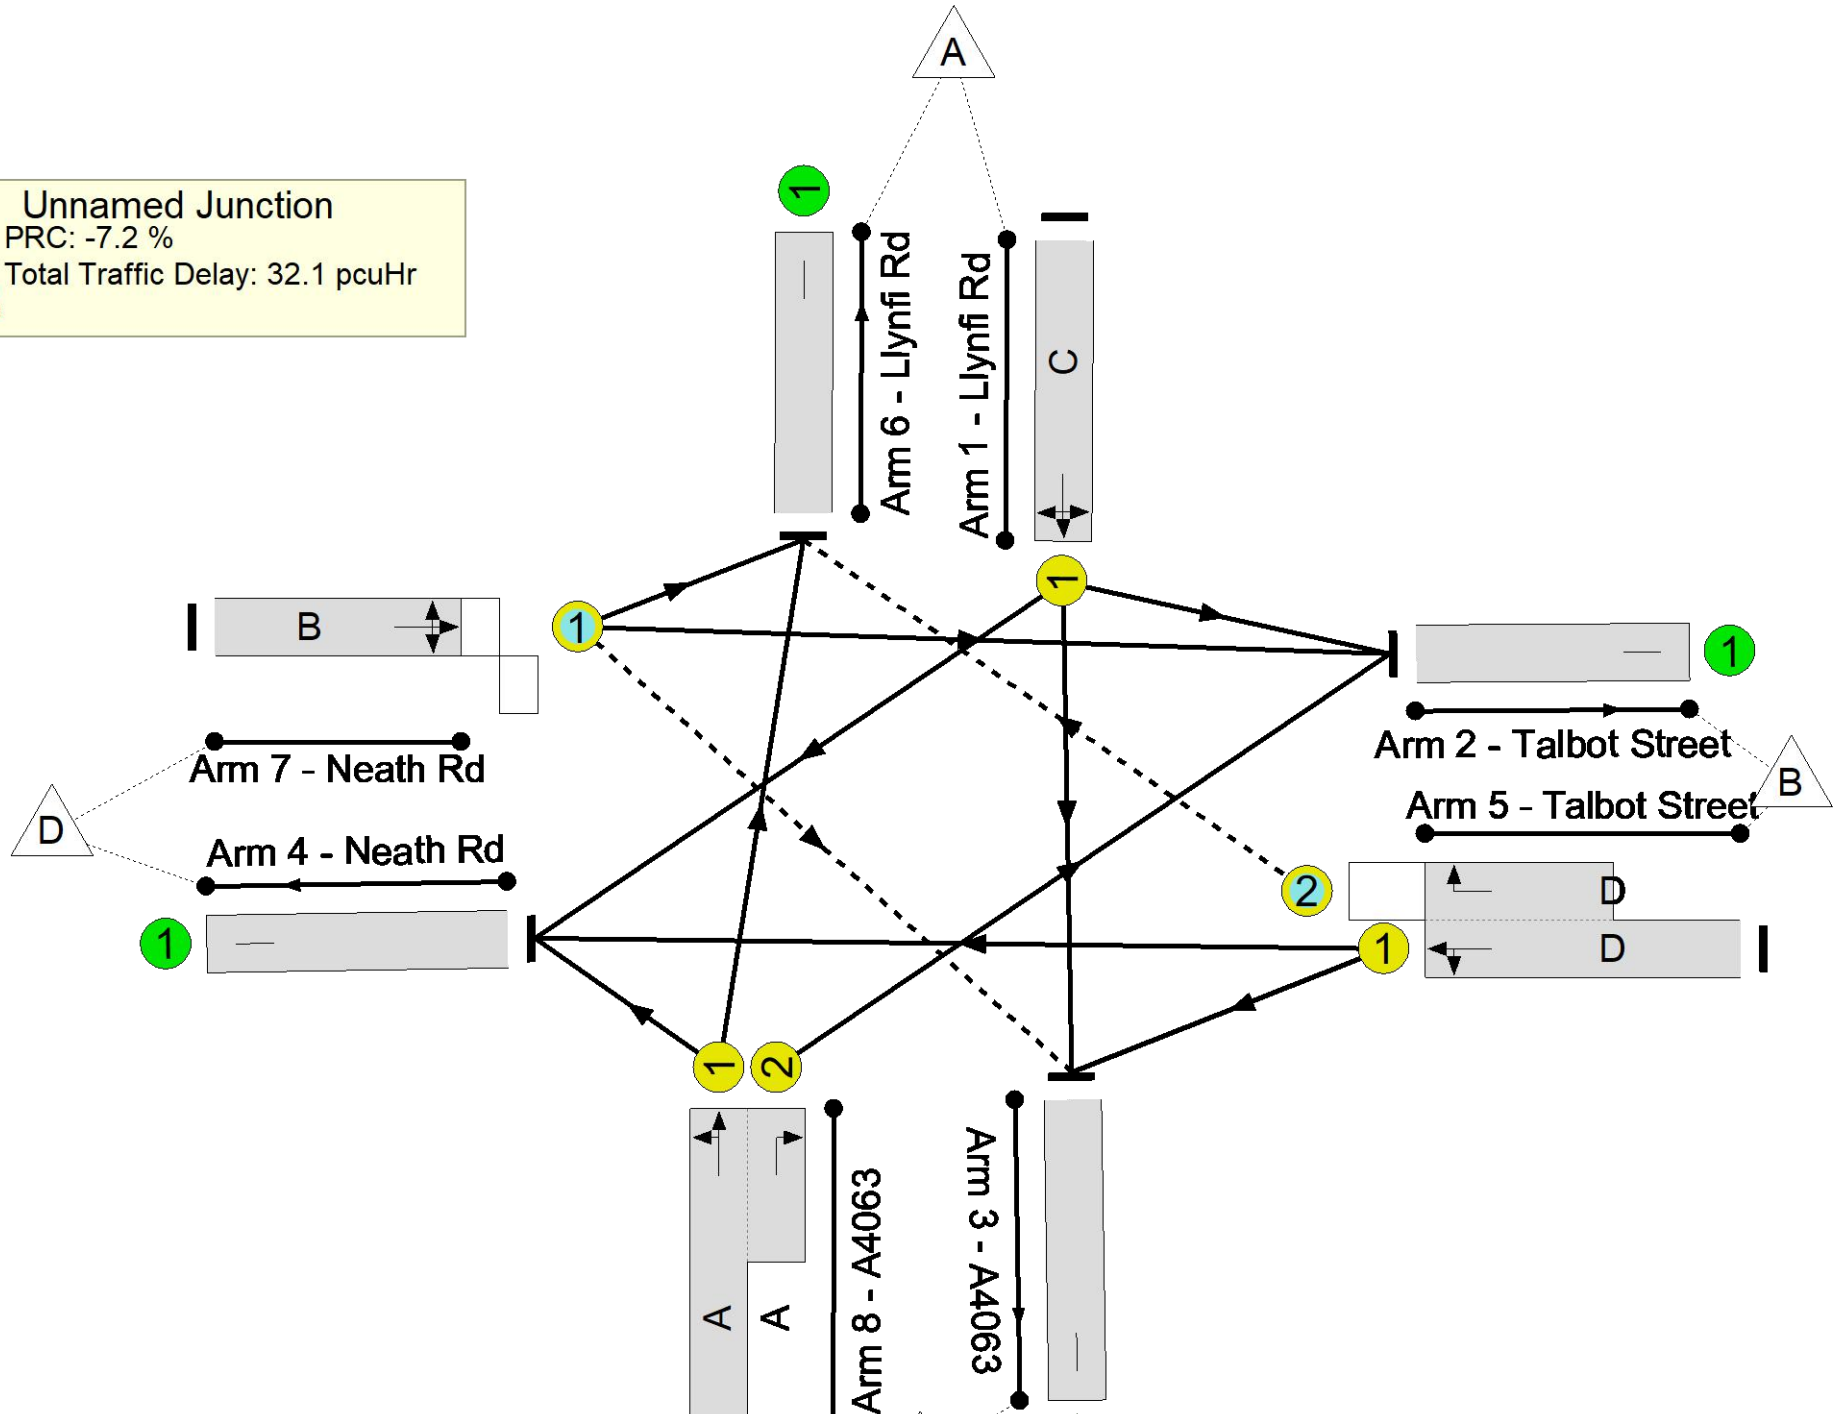 A
Unnamed Junction
PRC: -7.2 %
Total Traffic Delay: 32.1 pcuHr
1
Arm 6 - Llynfi Rd
Arm 1 - Llynfi Rd
C
1
B
1
1
Arm 7 - Neath Rd
Arm 2 - Talbot Street
B
D
Arm 4 - Neath Rd
Arm 5 - Talbot Street
2
D
1
1
D
1
2
Arm 8 - A4063
Arm 3 - A4063
A
A